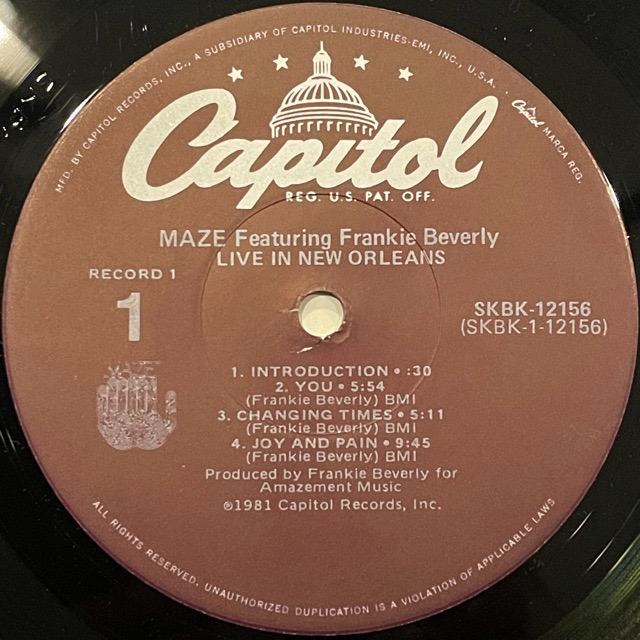 MFD. BY CAPITOL RECORDS, INC., A SUBSIDIARY OF CAPITOL INDUSTRIES-EMI, INC., U.S.A. · Capitol MARCA REG.
Capitol
REG. U.S. PAT. OFF.
MAZE Featuring Frankie Beverly
LIVE IN NEW ORLEANS
RECORD 1
1
SKBK-12156
(SKBK-1-12156)
MAZE
1. INTRODUCTION • :30
2. YOU • 5:54
(Frankie Beverly) BMI
3. CHANGING TIMES • 5:11
(Frankie Beverly) BMI
4. JOY AND PAIN • 9:45
(Frankie Beverly) BMI
Produced by Frankie Beverly for
Amazement Music
℗1981 Capitol Records, Inc.
ALL RIGHTS RESERVED. UNAUTHORIZED DUPLICATION IS A VIOLATION OF APPLICABLE LAWS